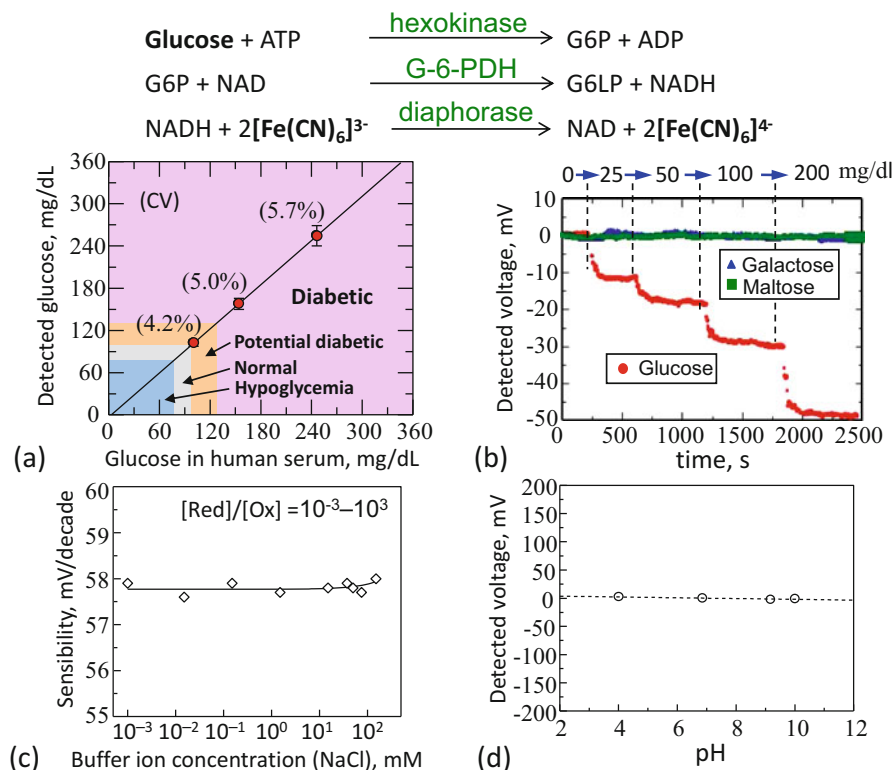 hexokinase
Glucose + ATP G6P + ADP
G-6-PDH
G6P + NAD G6LP + NADH
diaphorase
NADH + 2[Fe(CN)₆]³⁻ NAD + 2[Fe(CN)₆]⁴⁻
Detected glucose, mg/dL
360
300
240
180
120
60
0
(CV)
(5.7%)
(5.0%)
(4.2%)
Diabetic
Potential diabetic
Normal
Hypoglycemia
0 60 120 180 240 300 360
Glucose in human serum, mg/dL
(a)
0 25 50 100 200 mg/dl
Detected voltage, mV
10
0
-10
-20
-30
-40
-50
Galactose
Maltose
Glucose
0 500 1000 1500 2000 2500
time, s
(b)
Sensibility, mV/decade
60
59
58
57
56
55
[Red]/[Ox] =10⁻³–10³
10⁻³ 10⁻² 10⁻¹ 10⁰ 10¹ 10²
Buffer ion concentration (NaCl), mM
(c)
Detected voltage, mV
200
150
100
50
0
-50
-100
-150
-200
2 4 6 8 10 12
pH
(d)